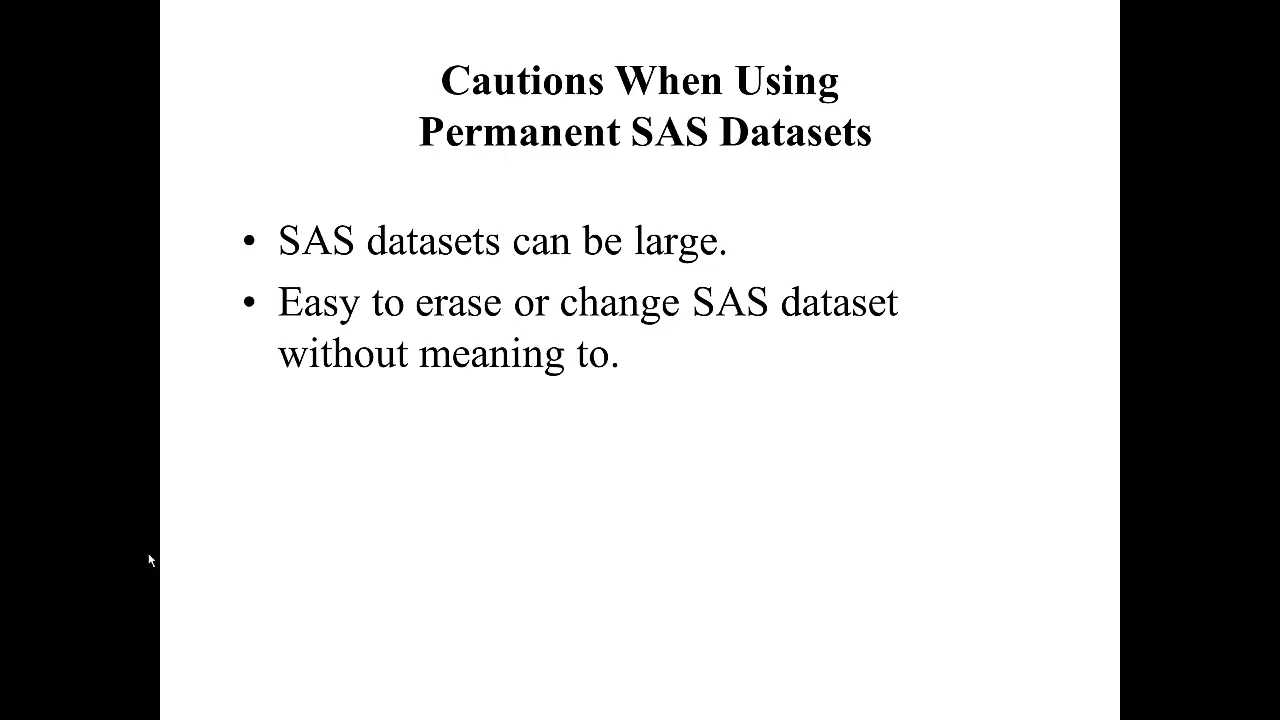 Cautions When Using
Permanent SAS Datasets
• SAS datasets can be large.
• Easy to erase or change SAS dataset
without meaning to.